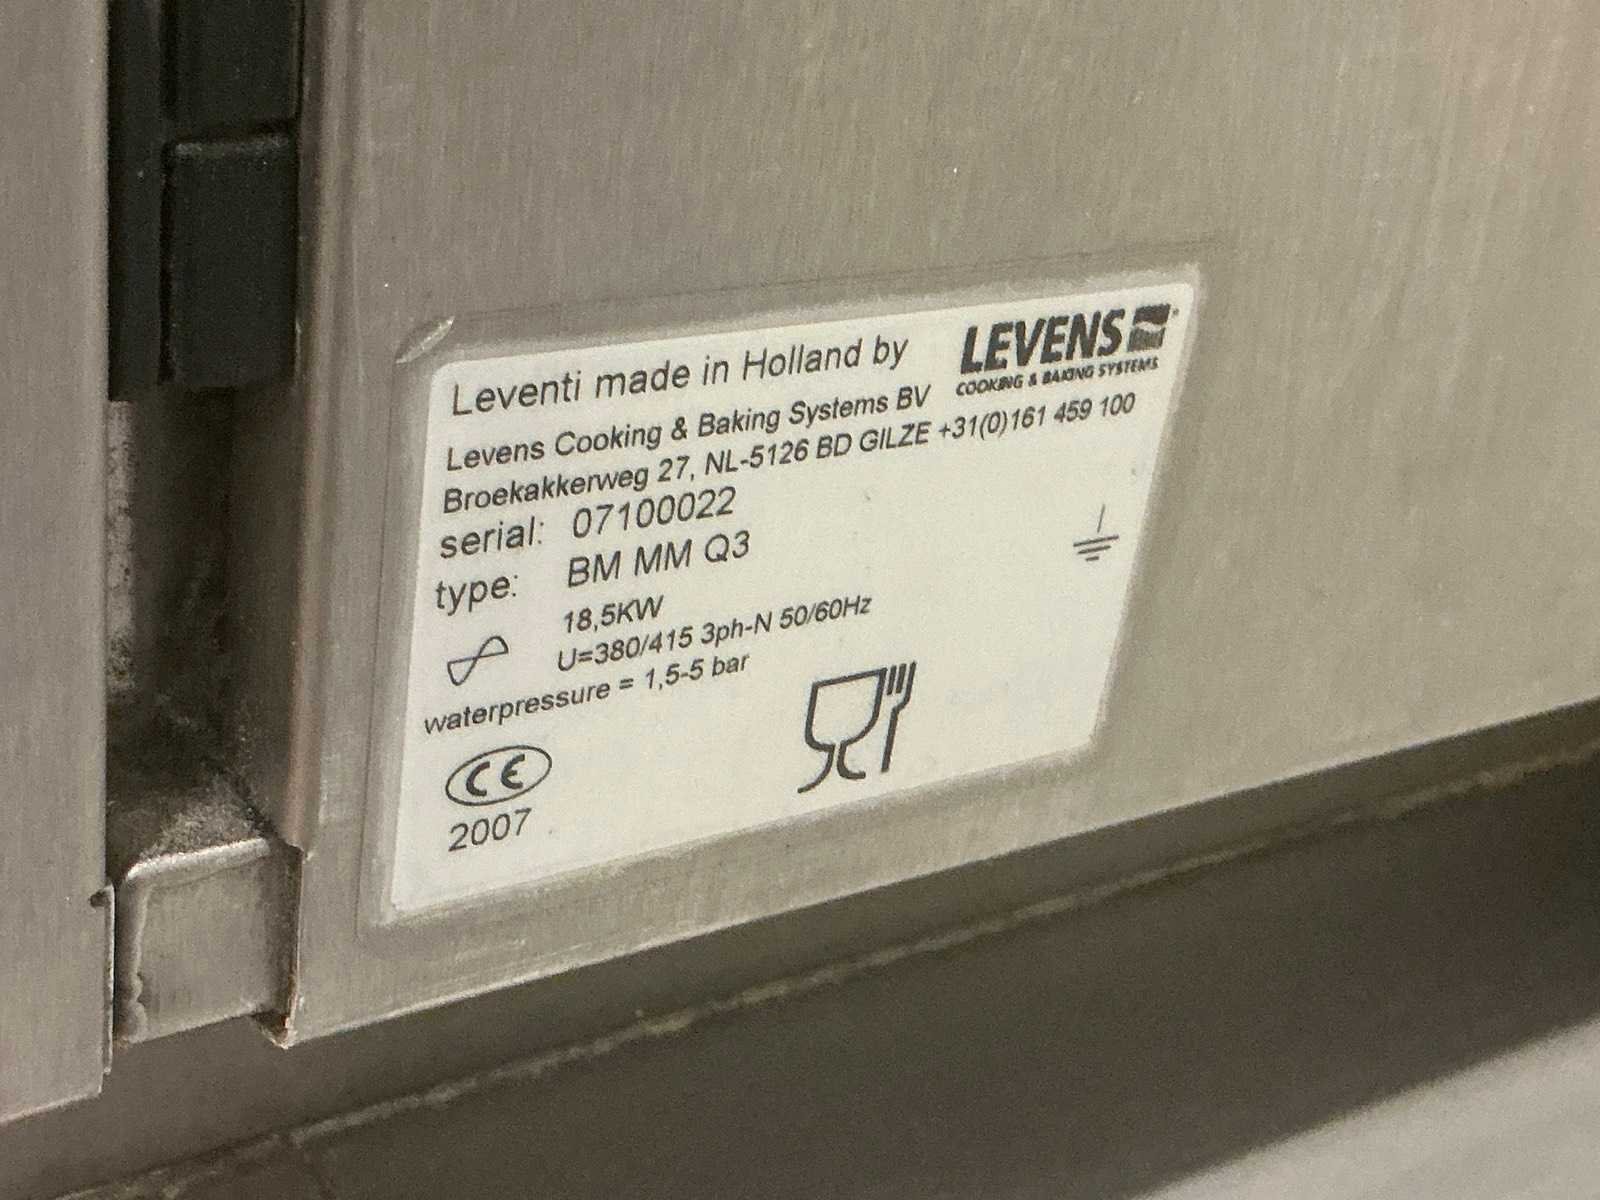 Leventi made in Holland by
LEVENS
COOKING & BAKING SYSTEMS
Levens Cooking & Baking Systems BV
Broekakkerweg 27, NL-5126 BD GILZE +31(0)161 459 100
serial: 07100022
type: BM MM Q3
18,5KW
U=380/415 3ph-N 50/60Hz
waterpressure = 1,5-5 bar
CE
2007